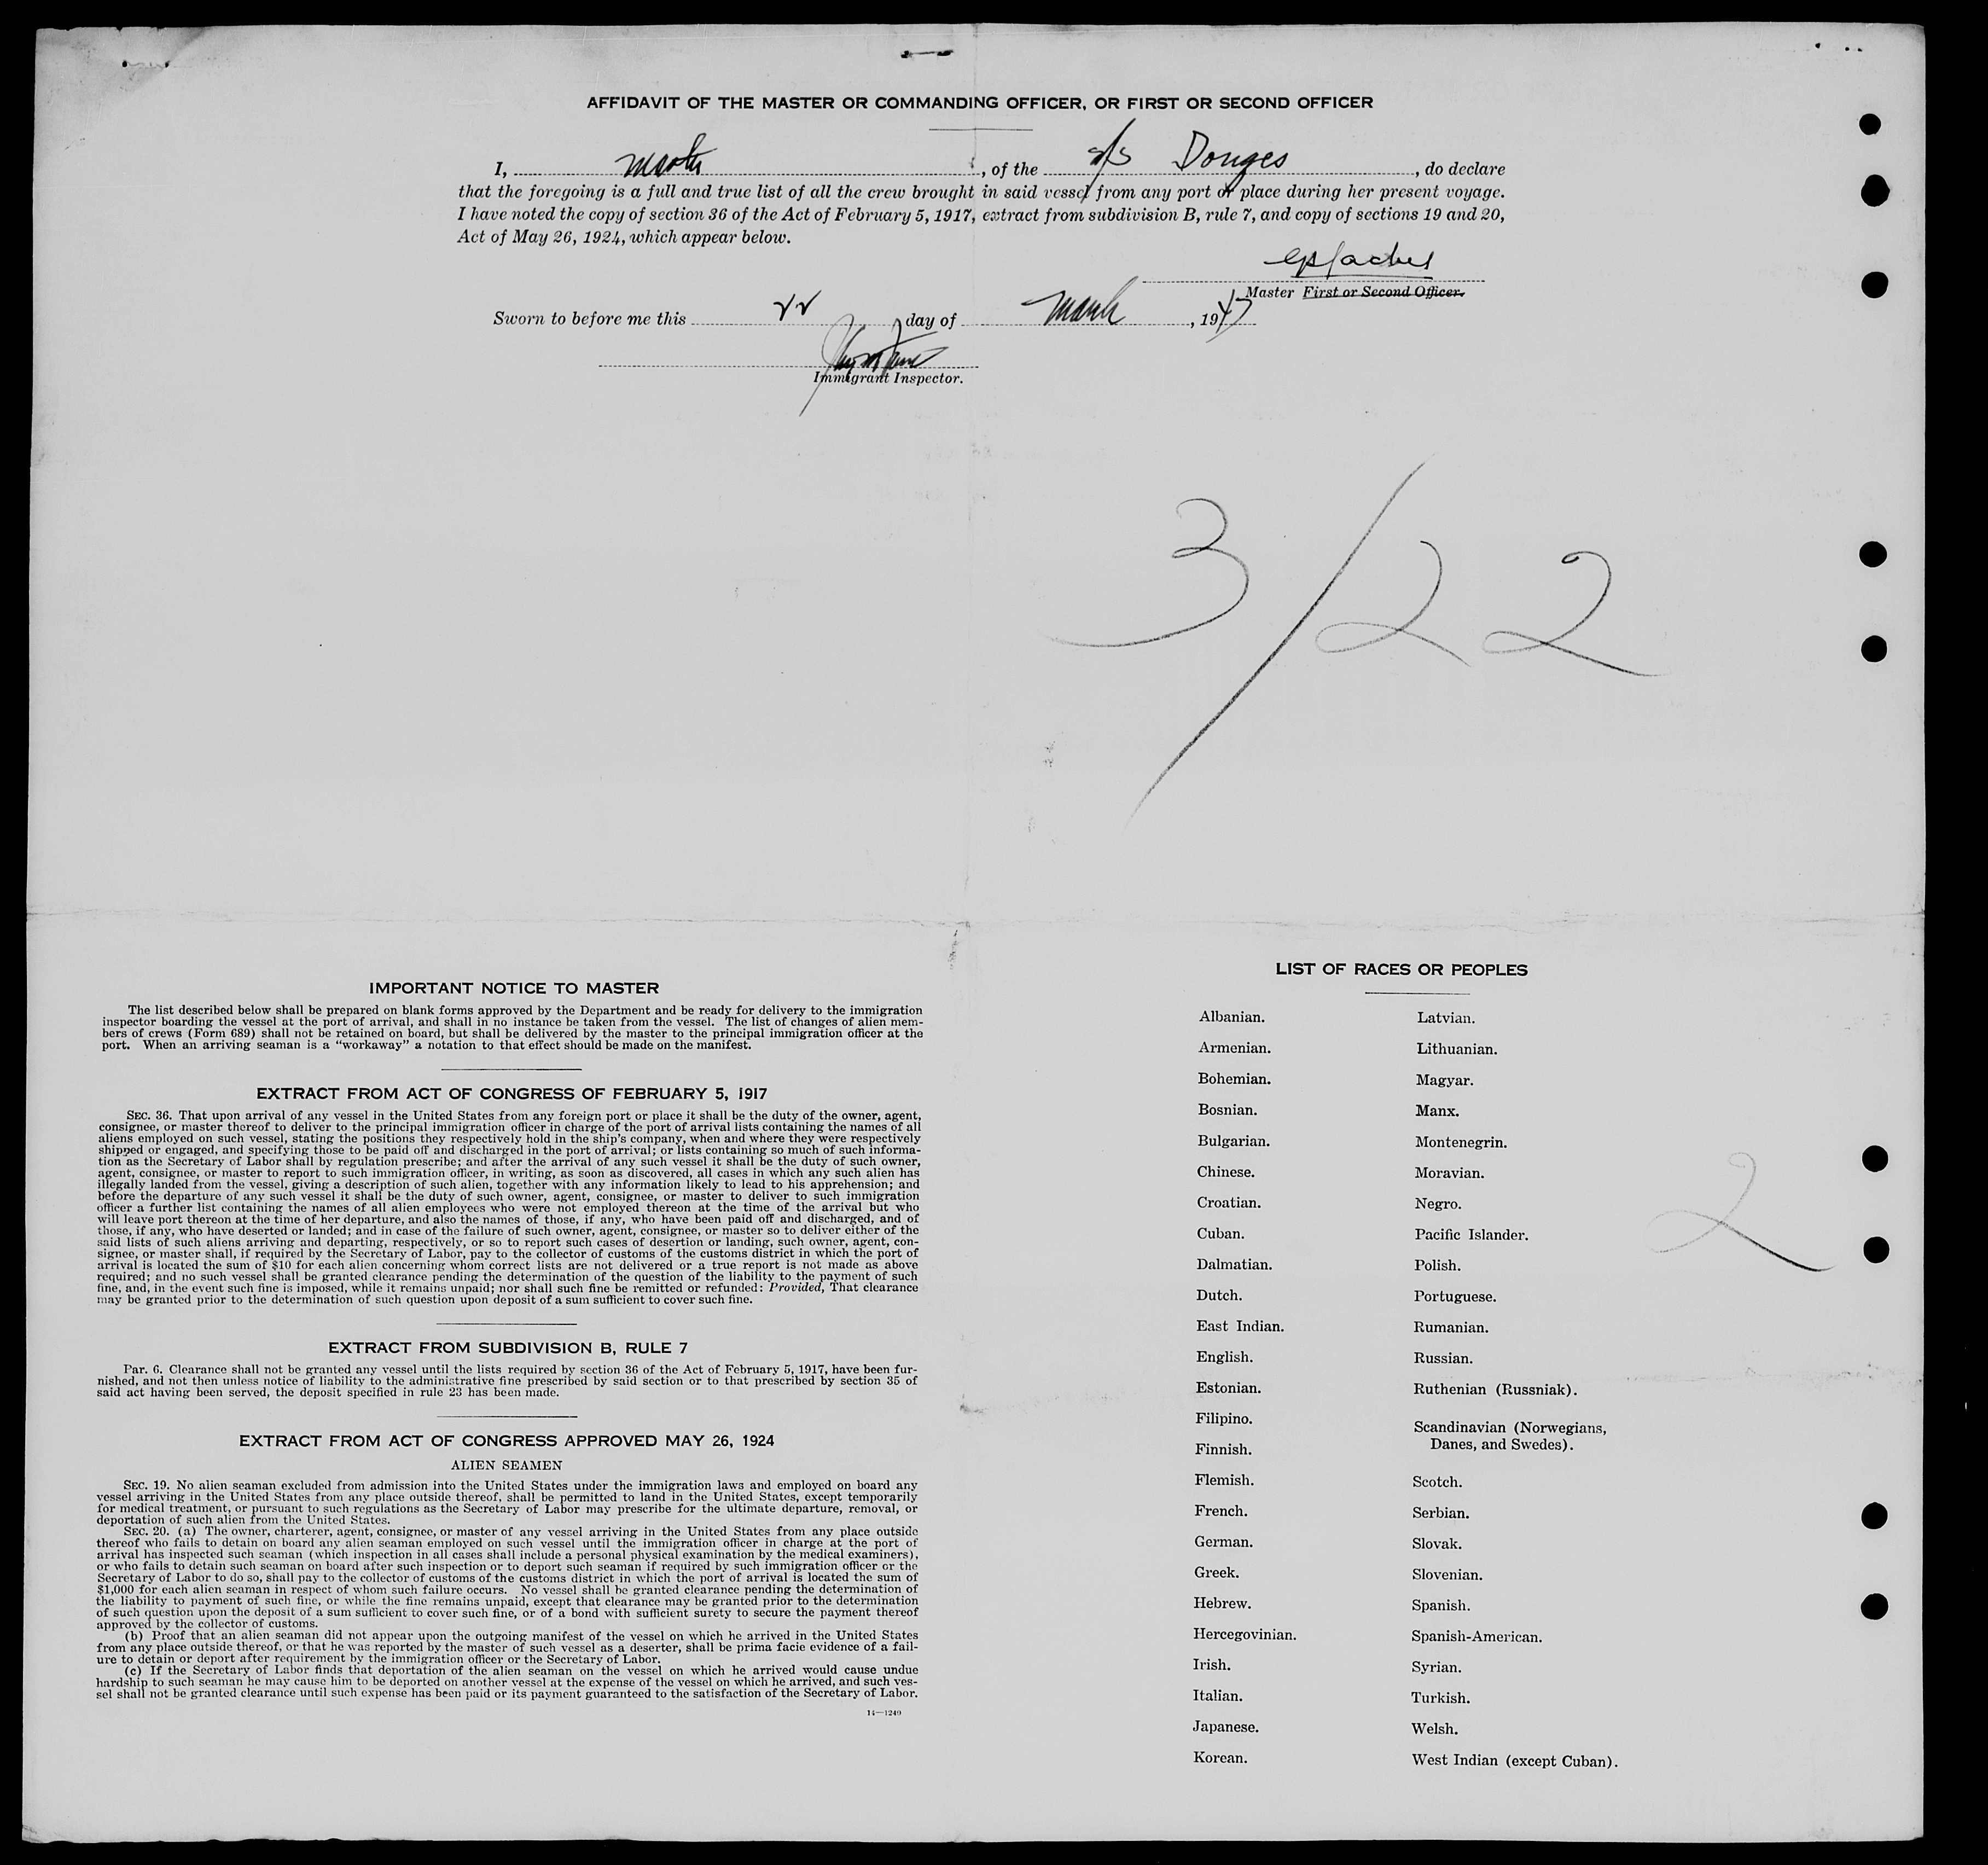 AFFIDAVIT OF THE MASTER OR COMMANDING OFFICER, OR FIRST OR SECOND OFFICER
I, Master, of the s/s Donges, do declare
that the foregoing is a full and true list of all the crew brought in said vessel from any port or place during her present voyage.
I have noted the copy of section 36 of the Act of February 5, 1917, extract from subdivision B, rule 7, and copy of sections 19 and 20,
Act of May 26, 1924, which appear below.
Master First or Second Officer.
Sworn to before me this 22 day of March, 1947
Immigrant Inspector.
3/22
IMPORTANT NOTICE TO MASTER
The list described below shall be prepared on blank forms approved by the Department and be ready for delivery to the immigration
inspector boarding the vessel at the port of arrival, and shall in no instance be taken from the vessel. The list of changes of alien mem-
bers of crews (Form 689) shall not be retained on board, but shall be delivered by the master to the principal immigration officer at the
port. When an arriving seaman is a "workaway" a notation to that effect should be made on the manifest.
EXTRACT FROM ACT OF CONGRESS OF FEBRUARY 5, 1917
SEC. 36. That upon arrival of any vessel in the United States from any foreign port or place it shall be the duty of the owner, agent,
consignee, or master thereof to deliver to the principal immigration officer in charge of the port of arrival lists containing the names of all
aliens employed on such vessel, stating the positions they respectively hold in the ship's company, when and where they were respectively
shipped or engaged, and specifying those to be paid off and discharged in the port of arrival; or lists containing so much of such informa-
tion as the Secretary of Labor shall by regulation prescribe; and after the arrival of any such vessel it shall be the duty of such owner,
agent, consignee, or master to report to such immigration officer, in writing, as soon as discovered, all cases in which any such alien has
illegally landed from the vessel, giving a description of such alien, together with any information likely to lead to his apprehension; and
before the departure of any such vessel it shall be the duty of such owner, agent, consignee, or master to deliver to such immigration
officer a further list containing the names of all alien employees who were not employed thereon at the time of the arrival but who
will leave port thereon at the time of her departure, and also the names of those, if any, who have been paid off and discharged, and of
those, if any, who have deserted or landed; and in case of the failure of such owner, agent, consignee, or master so to deliver either of the
said lists of such aliens arriving and departing, respectively, or so to report such cases of desertion or landing, such owner, agent, con-
signee, or master shall, if required by the Secretary of Labor, pay to the collector of customs of the customs district in which the port of
arrival is located the sum of $10 for each alien concerning whom correct lists are not delivered or a true report is not made as above
required; and no such vessel shall be granted clearance pending the determination of the question of the liability to the payment of such
fine, and, in the event such fine is imposed, while it remains unpaid; nor shall such fine be remitted or refunded: Provided, That clearance
may be granted prior to the determination of such question upon deposit of a sum sufficient to cover such fine.
EXTRACT FROM SUBDIVISION B, RULE 7
Par. 6. Clearance shall not be granted any vessel until the lists required by section 36 of the Act of February 5, 1917, have been fur-
nished, and not then unless notice of liability to the administrative fine prescribed by said section or to that prescribed by section 35 of
said act having been served, the deposit specified in rule 23 has been made.
EXTRACT FROM ACT OF CONGRESS APPROVED MAY 26, 1924
ALIEN SEAMEN
SEC. 19. No alien seaman excluded from admission into the United States under the immigration laws and employed on board any
vessel arriving in the United States from any place outside thereof, shall be permitted to land in the United States, except temporarily
for medical treatment, or pursuant to such regulations as the Secretary of Labor may prescribe for the ultimate departure, removal, or
deportation of such alien from the United States.
SEC. 20. (a) The owner, charterer, agent, consignee, or master of any vessel arriving in the United States from any place outside
thereof who fails to detain on board any alien seaman employed on such vessel until the immigration officer in charge at the port of
arrival has inspected such seaman (which inspection in all cases shall include a personal physical examination by the medical examiners),
or who fails to detain such seaman on board after such inspection or to deport such seaman if required by such immigration officer or the
Secretary of Labor to do so, shall pay to the collector of customs of the customs district in which the port of arrival is located the sum of
$1,000 for each alien seaman in respect of whom such failure occurs. No vessel shall be granted clearance pending the determination of
the liability to payment of such fine, or while the fine remains unpaid, except that clearance may be granted prior to the determination
of such question upon the deposit of a sum sufficient to cover such fine, or of a bond with sufficient surety to secure the payment thereof
approved by the collector of customs.
(b) Proof that an alien seaman did not appear upon the outgoing manifest of the vessel on which he arrived in the United States
from any place outside thereof, or that he was reported by the master of such vessel as a deserter, shall be prima facie evidence of a fail-
ure to detain or deport after requirement by the immigration officer or the Secretary of Labor.
(c) If the Secretary of Labor finds that deportation of the alien seaman on the vessel on which he arrived would cause undue
hardship to such seaman he may cause him to be deported on another vessel at the expense of the vessel on which he arrived, and such ves-
sel shall not be granted clearance until such expense has been paid or its payment guaranteed to the satisfaction of the Secretary of Labor.
14—1240
LIST OF RACES OR PEOPLES
Albanian.
Armenian.
Bohemian.
Bosnian.
Bulgarian.
Chinese.
Croatian.
Cuban.
Dalmatian.
Dutch.
East Indian.
English.
Estonian.
Filipino.
Finnish.
Flemish.
French.
German.
Greek.
Hebrew.
Hercegovinian.
Irish.
Italian.
Japanese.
Korean.
Latvian.
Lithuanian.
Magyar.
Manx.
Montenegrin.
Moravian.
Negro.
Pacific Islander.
Polish.
Portuguese.
Rumanian.
Russian.
Ruthenian (Russniak).
Scandinavian (Norwegians,
Danes, and Swedes).
Scotch.
Serbian.
Slovak.
Slovenian.
Spanish.
Spanish-American.
Syrian.
Turkish.
Welsh.
West Indian (except Cuban).
2